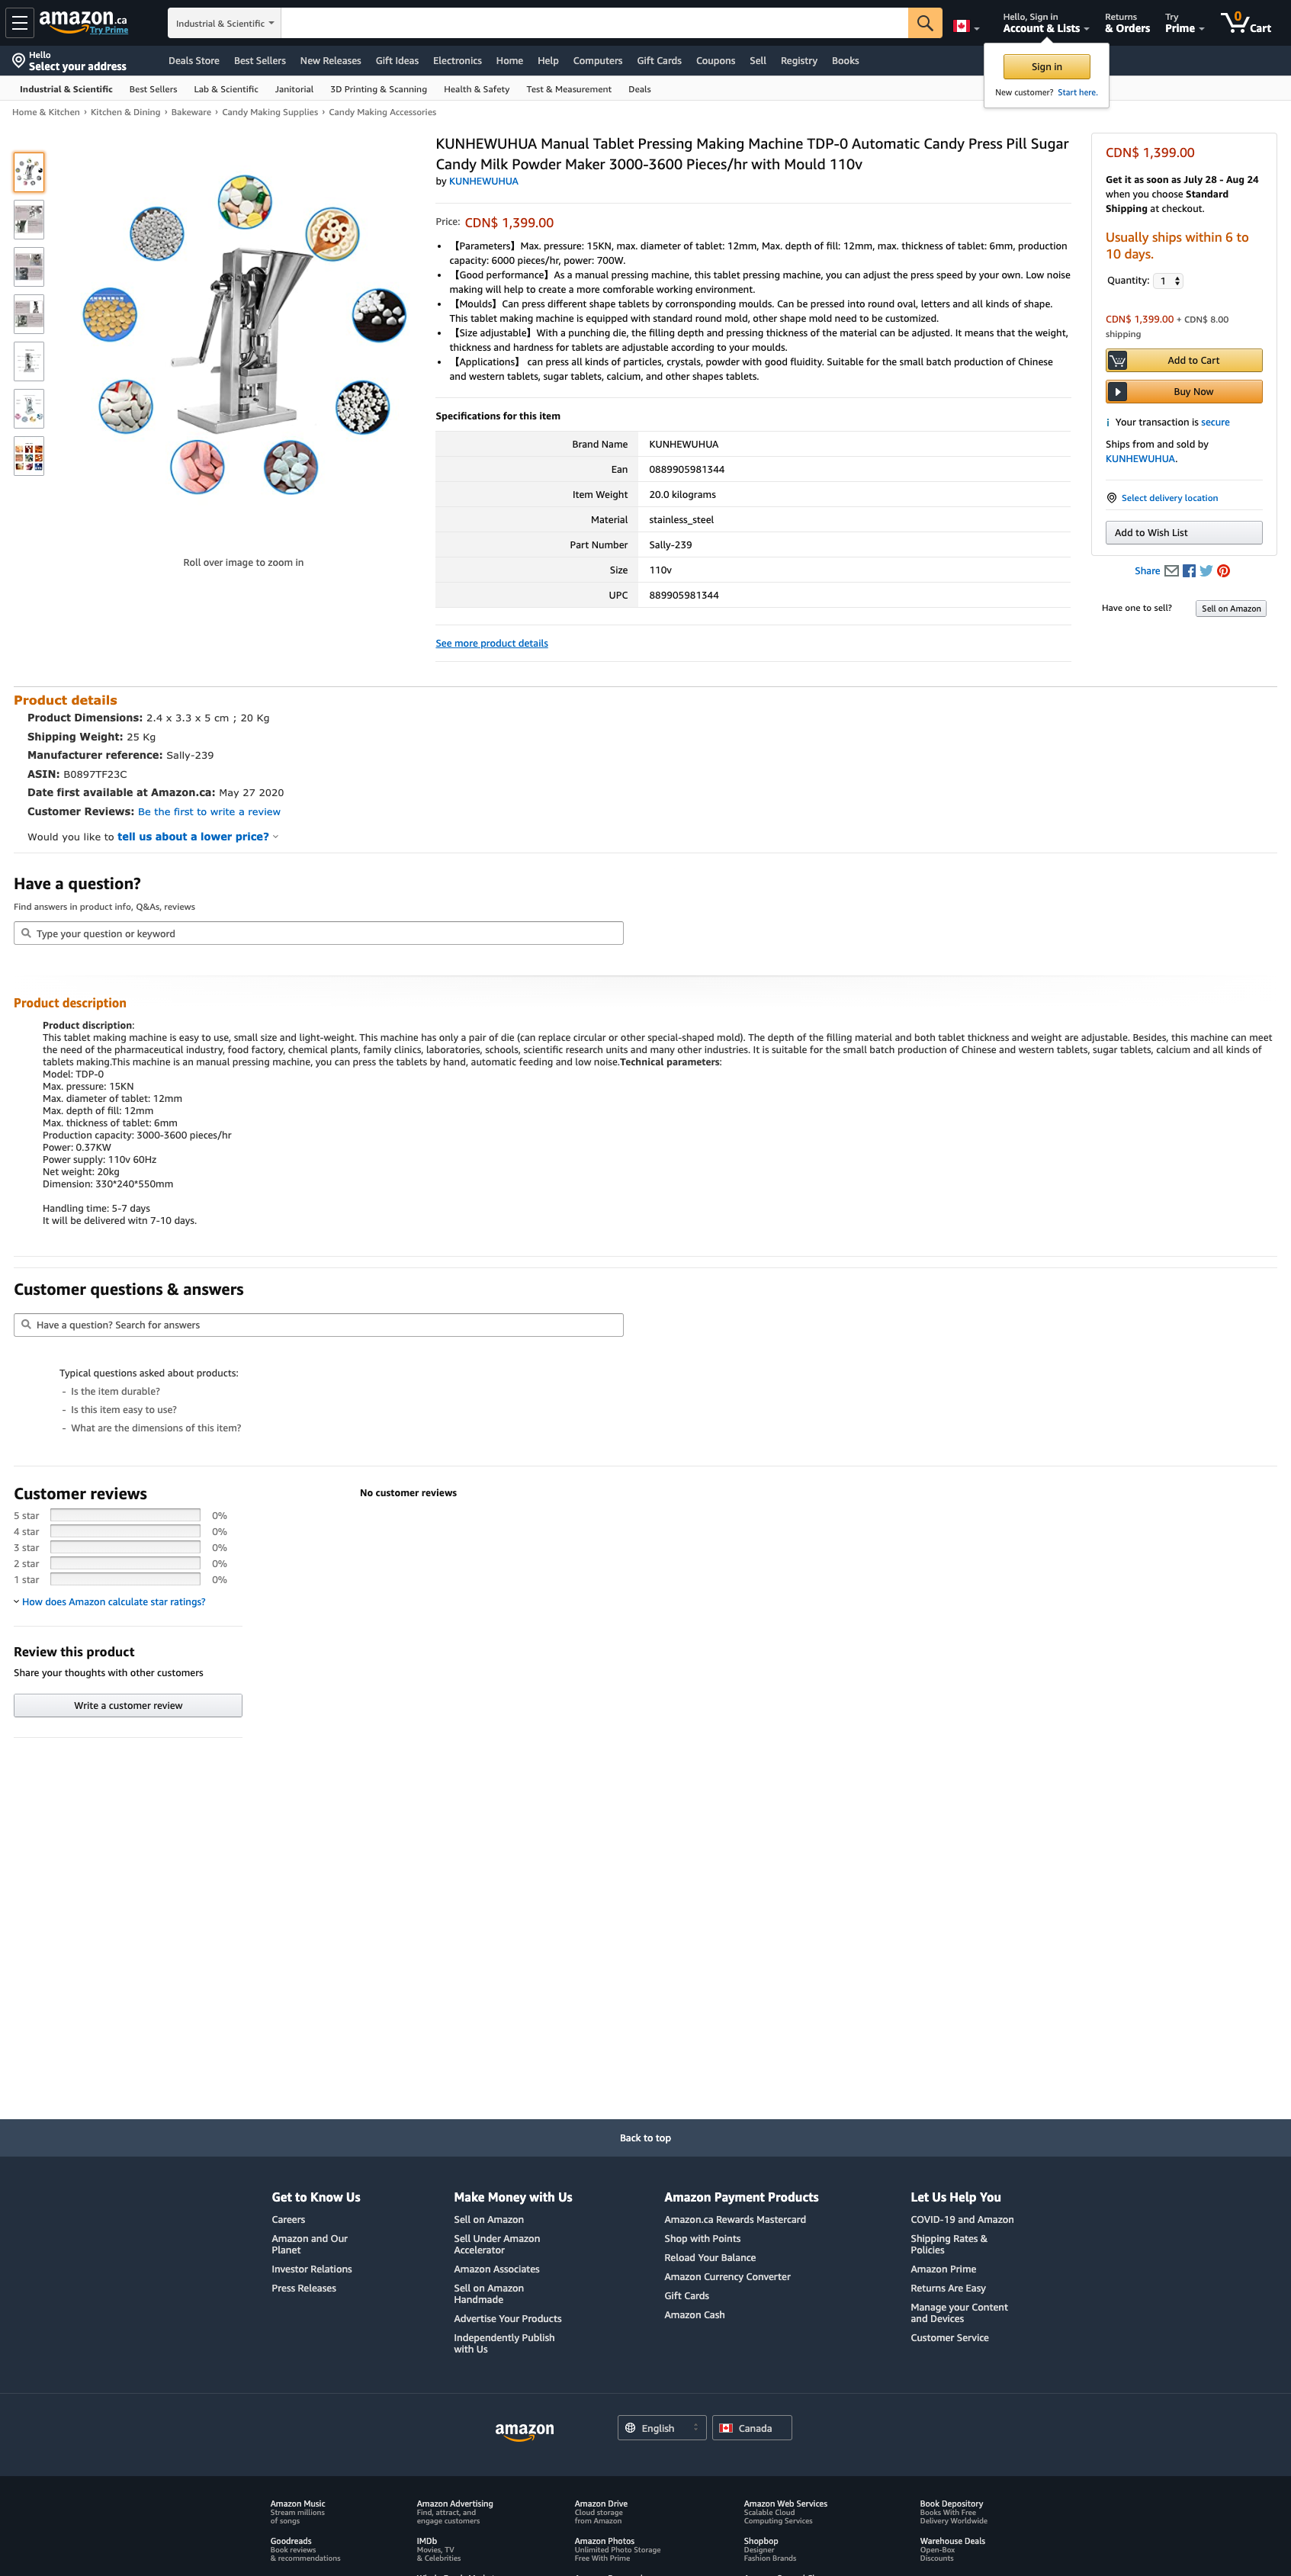 amazon.ca
Try Prime
Industrial & Scientific
Hello, Sign in
Account & Lists
Returns
& Orders
Try
Prime
0
Cart
Hello
Select your address
Deals Store Best Sellers New Releases Gift Ideas Electronics Home Help Computers Gift Cards Coupons Sell Registry Books
Sign in
New customer? Start here.
Industrial & Scientific Best Sellers Lab & Scientific Janitorial 3D Printing & Scanning Health & Safety Test & Measurement Deals
Home & Kitchen › Kitchen & Dining › Bakeware › Candy Making Supplies › Candy Making Accessories
Roll over image to zoom in
KUNHEWUHUA Manual Tablet Pressing Making Machine TDP-0 Automatic Candy Press Pill Sugar
Candy Milk Powder Maker 3000-3600 Pieces/hr with Mould 110v
by KUNHEWUHUA
Price: CDN$ 1,399.00
• 【Parameters】Max. pressure: 15KN, max. diameter of tablet: 12mm, Max. depth of fill: 12mm, max. thickness of tablet: 6mm, production
capacity: 6000 pieces/hr, power: 700W.
• 【Good performance】As a manual pressing machine, this tablet pressing machine, you can adjust the press speed by your own. Low noise
making will help to create a more comforable working environment.
• 【Moulds】Can press different shape tablets by corronsponding moulds. Can be pressed into round oval, letters and all kinds of shape.
This tablet making machine is equipped with standard round mold, other shape mold need to be customized.
• 【Size adjustable】With a punching die, the filling depth and pressing thickness of the material can be adjusted. It means that the weight,
thickness and hardness for tablets are adjustable according to your moulds.
• 【Applications】 can press all kinds of particles, crystals, powder with good fluidity. Suitable for the small batch production of Chinese
and western tablets, sugar tablets, calcium, and other shapes tablets.
Specifications for this item
Brand Name KUNHEWUHUA
Ean 0889905981344
Item Weight 20.0 kilograms
Material stainless_steel
Part Number Sally-239
Size 110v
UPC 889905981344
See more product details
CDN$ 1,399.00
Get it as soon as July 28 - Aug 24
when you choose Standard
Shipping at checkout.
Usually ships within 6 to
10 days.
Quantity: 1
CDN$ 1,399.00 + CDN$ 8.00
shipping
Add to Cart
Buy Now
Your transaction is secure
Ships from and sold by
KUNHEWUHUA.
Select delivery location
Add to Wish List
Share
Have one to sell? Sell on Amazon
Product details
Product Dimensions: 2.4 x 3.3 x 5 cm ; 20 Kg
Shipping Weight: 25 Kg
Manufacturer reference: Sally-239
ASIN: B0897TF23C
Date first available at Amazon.ca: May 27 2020
Customer Reviews: Be the first to write a review
Would you like to tell us about a lower price?
Have a question?
Find answers in product info, Q&As, reviews
Type your question or keyword
Product description
Product discription:
This tablet making machine is easy to use, small size and light-weight. This machine has only a pair of die (can replace circular or other special-shaped mold). The depth of the filling material and both tablet thickness and weight are adjustable. Besides, this machine can meet
the need of the pharmaceutical industry, food factory, chemical plants, family clinics, laboratories, schools, scientific research units and many other industries. It is suitable for the small batch production of Chinese and western tablets, sugar tablets, calcium and all kinds of
tablets making.This machine is an manual pressing machine, you can press the tablets by hand, automatic feeding and low noise.Technical parameters:
Model: TDP-0
Max. pressure: 15KN
Max. diameter of tablet: 12mm
Max. depth of fill: 12mm
Max. thickness of tablet: 6mm
Production capacity: 3000-3600 pieces/hr
Power: 0.37KW
Power supply: 110v 60Hz
Net weight: 20kg
Dimension: 330*240*550mm
Handling time: 5-7 days
It will be delivered witn 7-10 days.
Customer questions & answers
Have a question? Search for answers
Typical questions asked about products:
- Is the item durable?
- Is this item easy to use?
- What are the dimensions of this item?
Customer reviews
5 star 0%
4 star 0%
3 star 0%
2 star 0%
1 star 0%
How does Amazon calculate star ratings?
Review this product
Share your thoughts with other customers
Write a customer review
No customer reviews
Back to top
Get to Know Us
Careers
Amazon and Our
Planet
Investor Relations
Press Releases
Make Money with Us
Sell on Amazon
Sell Under Amazon
Accelerator
Amazon Associates
Sell on Amazon
Handmade
Advertise Your Products
Independently Publish
with Us
Amazon Payment Products
Amazon.ca Rewards Mastercard
Shop with Points
Reload Your Balance
Amazon Currency Converter
Gift Cards
Amazon Cash
Let Us Help You
COVID-19 and Amazon
Shipping Rates &
Policies
Amazon Prime
Returns Are Easy
Manage your Content
and Devices
Customer Service
amazon
English
Canada
Amazon Music
Stream millions
of songs
Amazon Advertising
Find, attract, and
engage customers
Amazon Drive
Cloud storage
from Amazon
Amazon Web Services
Scalable Cloud
Computing Services
Book Depository
Books With Free
Delivery Worldwide
Goodreads
Book reviews
& recommendations
IMDb
Movies, TV
& Celebrities
Amazon Photos
Unlimited Photo Storage
Free With Prime
Shopbop
Designer
Fashion Brands
Warehouse Deals
Open-Box
Discounts